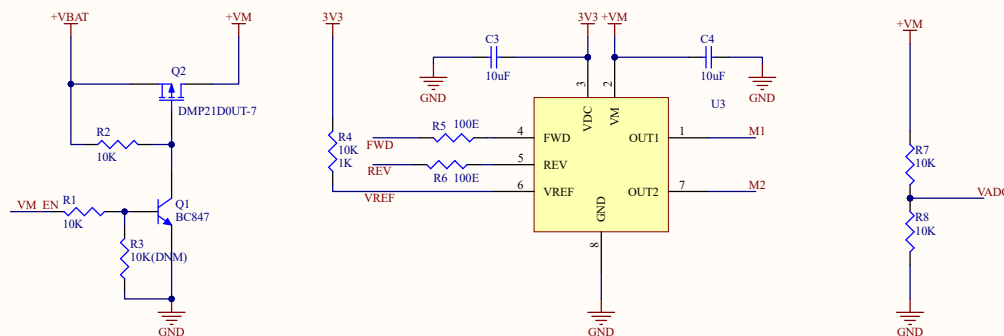 +VBAT
+VM
Q2
DMP21D0UT-7
R2
10K
VM_EN
R1
10K
Q1
BC847
R3
10K(DNM)
GND
3V3
R4
10K
1K
C3
10uF
GND
3V3
+VM
C4
10uF
GND
U3
3
2
VDC
VM
FWD
R5
100E
4
FWD
OUT1
1
M1
REV
R6
100E
5
REV
VREF
6
VREF
OUT2
7
M2
GND
8
GND
+VM
R7
10K
VADC
R8
10K
GND